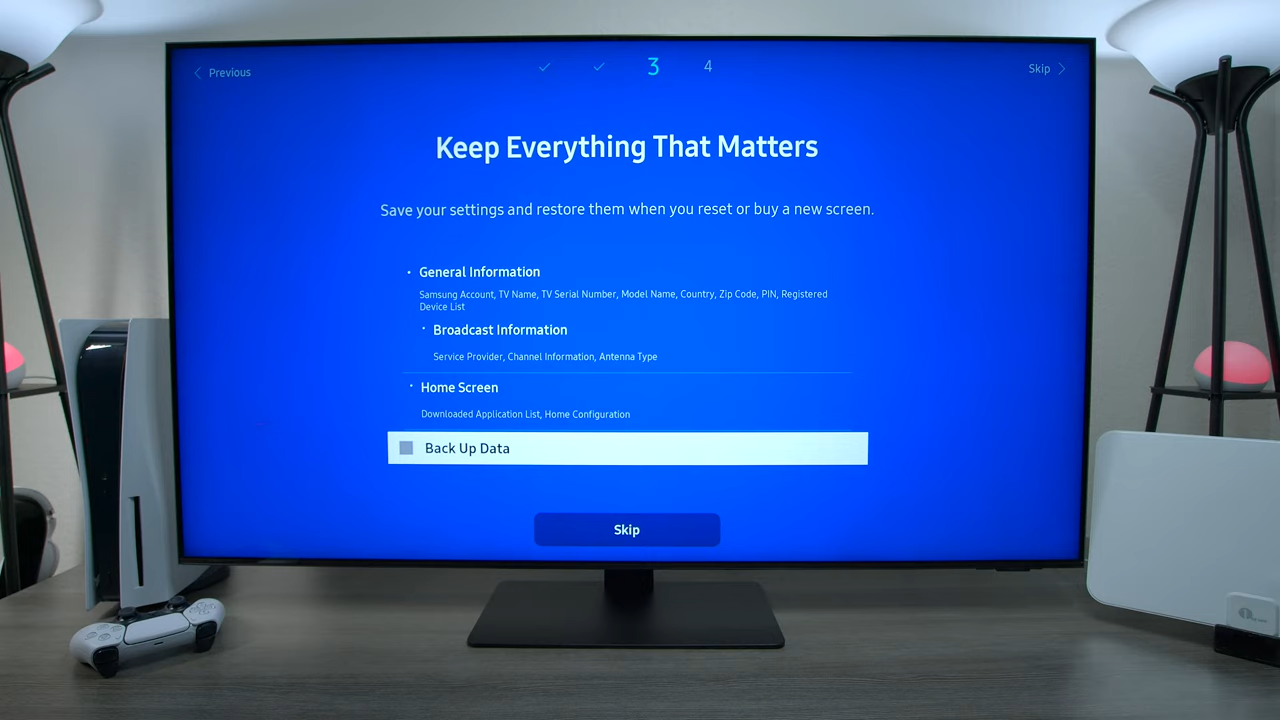 Previous
3
4
Skip
Keep Everything That Matters
Save your settings and restore them when you reset or buy a new screen.
General Information
Samsung Account, TV Name, TV Serial Number, Model Name, Country, Zip Code, PIN, Registered
Device List
Broadcast Information
Service Provider, Channel Information, Antenna Type
Home Screen
Downloaded Application List, Home Configuration
Back Up Data
Skip